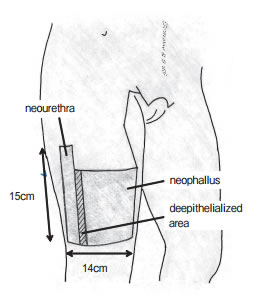 neourethra
15cm
neophallus
deepithelialized
area
14cm